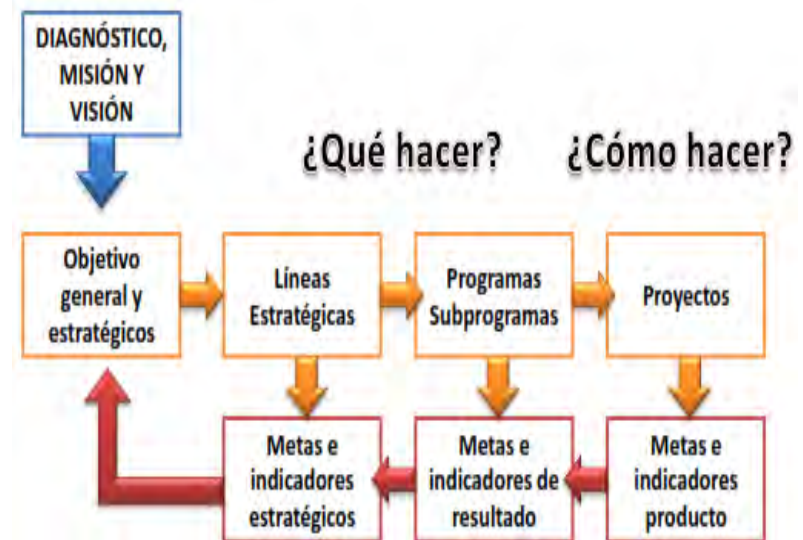 DIAGNÓSTICO,
MISIÓN Y
VISIÓN
¿Qué hacer?
¿Cómo hacer?
Objetivo
general y
estratégicos
Líneas
Estratégicas
Programas
Subprogramas
Proyectos
Metas e
indicadores
estratégicos
Metas e
indicadores de
resultado
Metas e
indicadores
producto